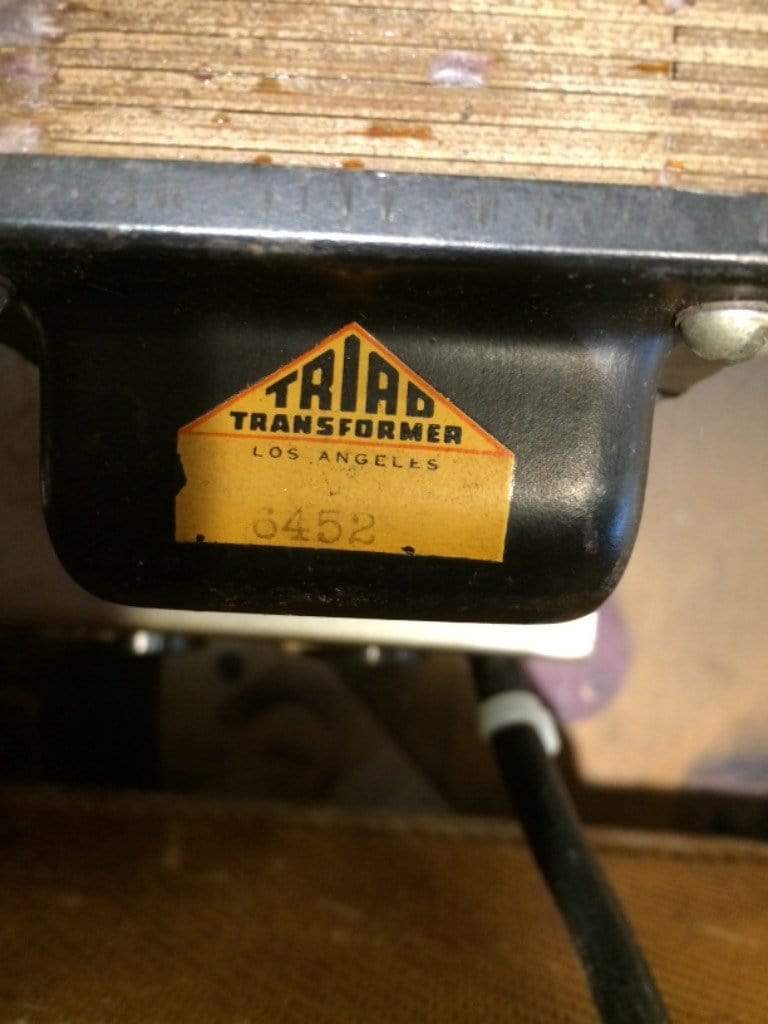 TRIAD
TRANSFORMER
LOS ANGELES
6452